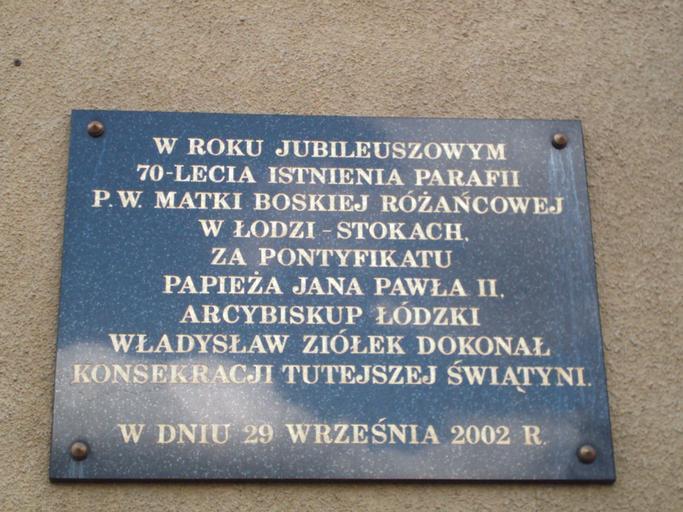 W ROKU JUBILEUSZOWYM
70-LECIA ISTNIENIA PARAFII
P.W. MATKI BOSKIEJ RÓŻAŃCOWEJ
W ŁODZI - STOKACH,
ZA PONTYFIKATU
PAPIEŻA JANA PAWŁA II,
ARCYBISKUP ŁÓDZKI
WŁADYSŁAW ZIÓŁEK DOKONAŁ
KONSEKRACJI TUTEJSZEJ ŚWIĄTYNI.
W DNIU 29 WRZEŚNIA 2002 R.